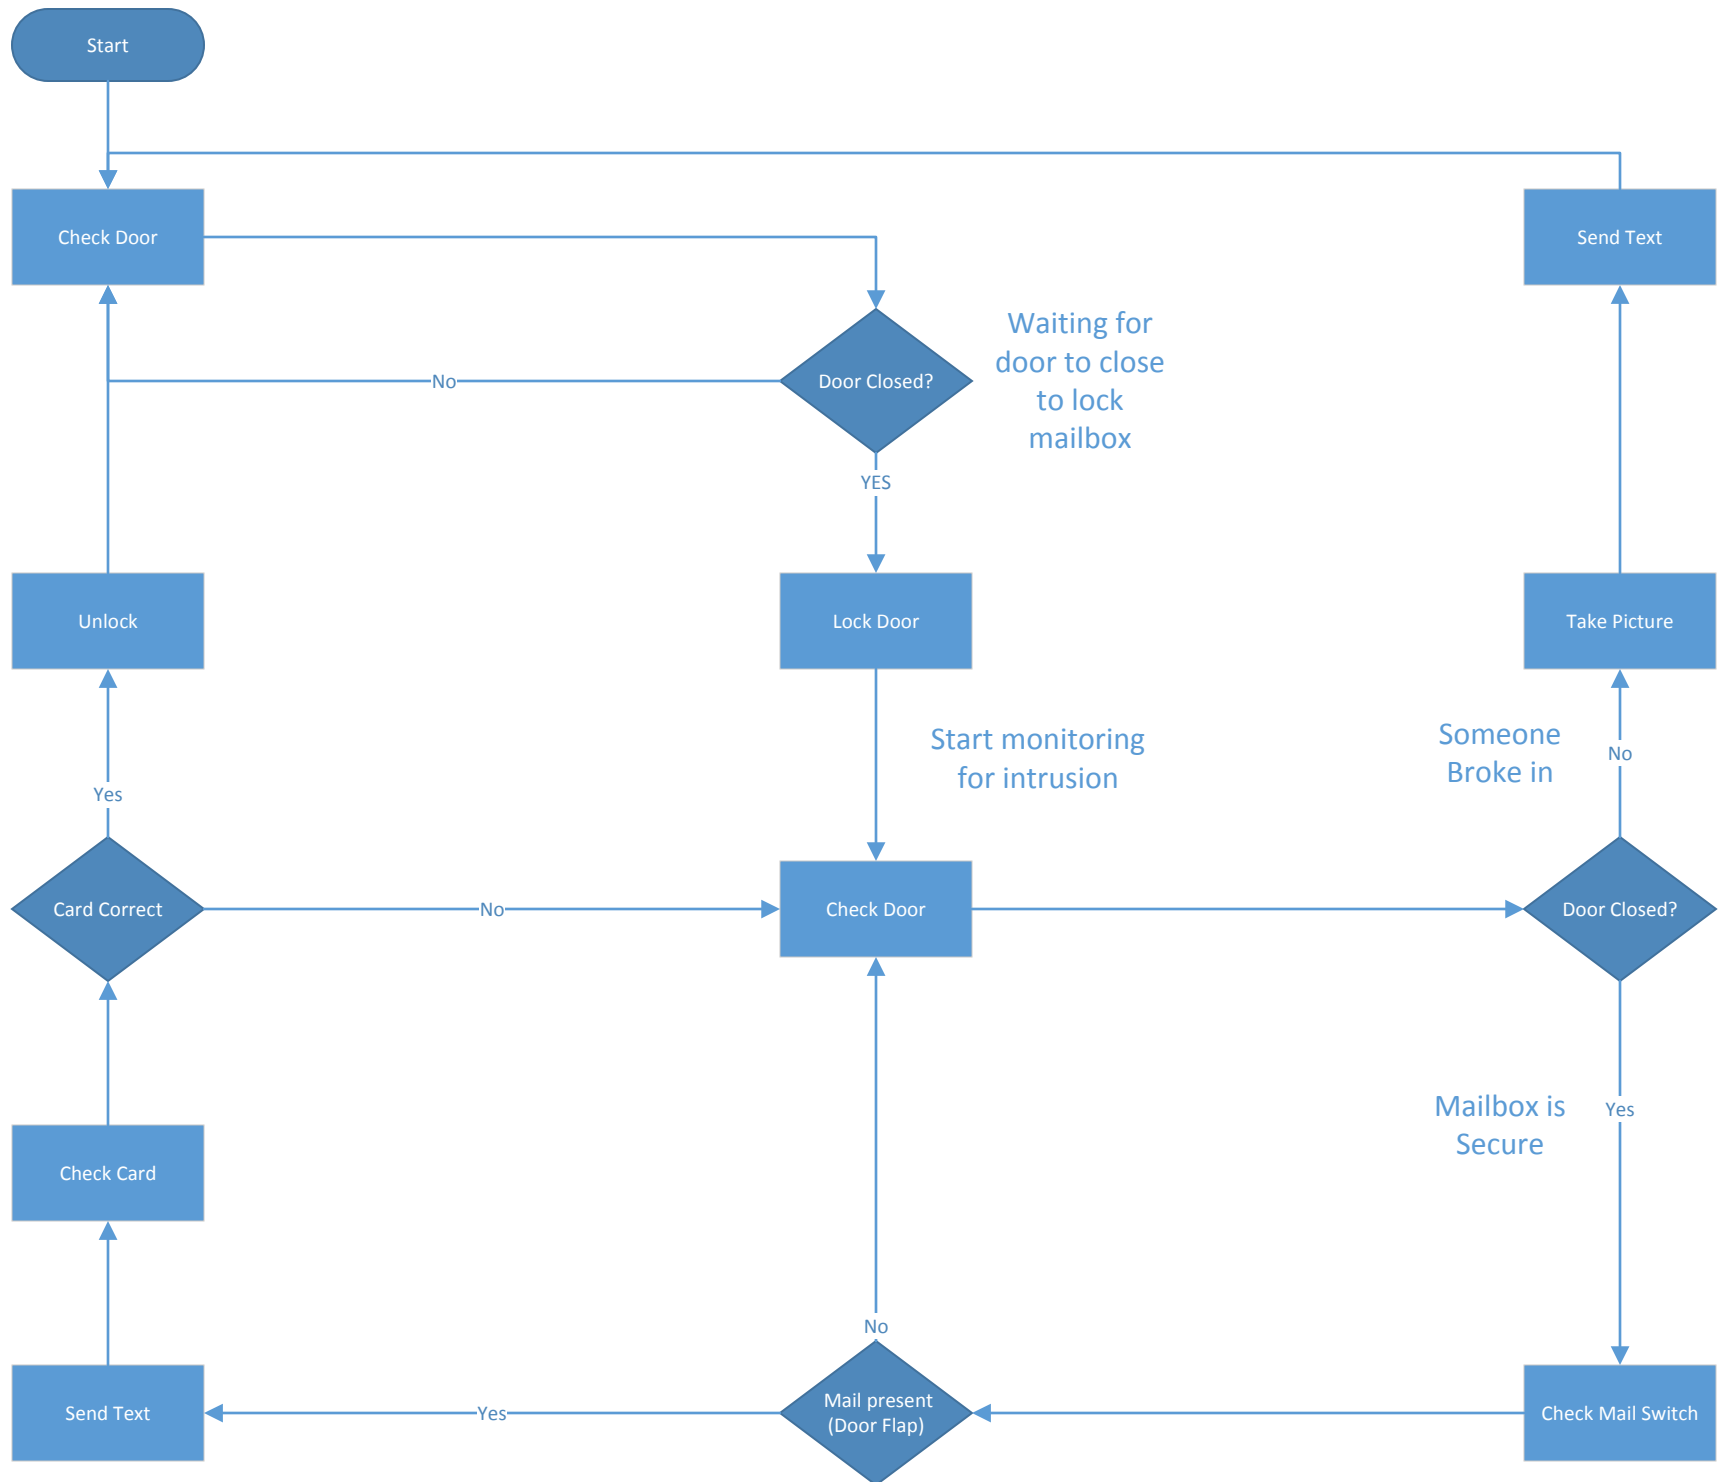 Start
Check Door
Send Text
Waiting for
door to close
to lock
mailbox
Door Closed?
No
YES
Unlock
Lock Door
Take Picture
Start monitoring
for intrusion
Someone
Broke in
No
Yes
Card Correct
No
Check Door
Door Closed?
Mailbox is
Secure
Yes
Check Card
No
Send Text
Yes
Mail present
(Door Flap)
Check Mail Switch